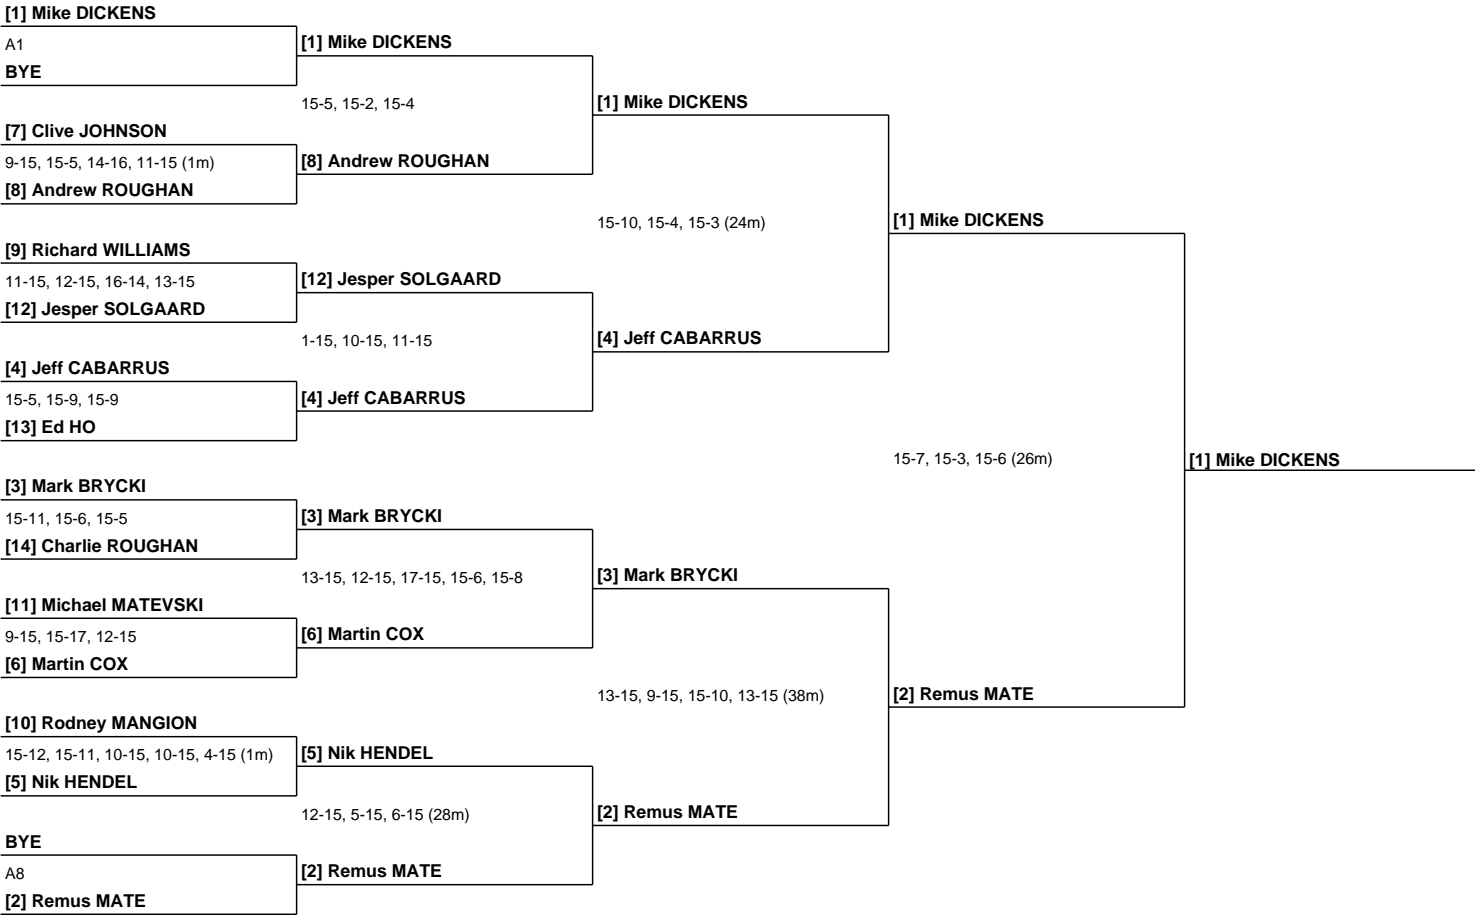 [1] Mike DICKENS
A1
BYE
[7] Clive JOHNSON
9-15, 15-5, 14-16, 11-15 (1m)
[8] Andrew ROUGHAN
[9] Richard WILLIAMS
11-15, 12-15, 16-14, 13-15
[12] Jesper SOLGAARD
[4] Jeff CABARRUS
15-5, 15-9, 15-9
[13] Ed HO
[3] Mark BRYCKI
15-11, 15-6, 15-5
[14] Charlie ROUGHAN
[11] Michael MATEVSKI
9-15, 15-17, 12-15
[6] Martin COX
[10] Rodney MANGION
15-12, 15-11, 10-15, 10-15, 4-15 (1m)
[5] Nik HENDEL
BYE
A8
[2] Remus MATE
[1] Mike DICKENS
15-5, 15-2, 15-4
[8] Andrew ROUGHAN
[12] Jesper SOLGAARD
1-15, 10-15, 11-15
[4] Jeff CABARRUS
[3] Mark BRYCKI
13-15, 12-15, 17-15, 15-6, 15-8
[6] Martin COX
[5] Nik HENDEL
12-15, 5-15, 6-15 (28m)
[2] Remus MATE
[1] Mike DICKENS
15-10, 15-4, 15-3 (24m)
[4] Jeff CABARRUS
[3] Mark BRYCKI
13-15, 9-15, 15-10, 13-15 (38m)
[2] Remus MATE
[1] Mike DICKENS
15-7, 15-3, 15-6 (26m)
[2] Remus MATE
[1] Mike DICKENS